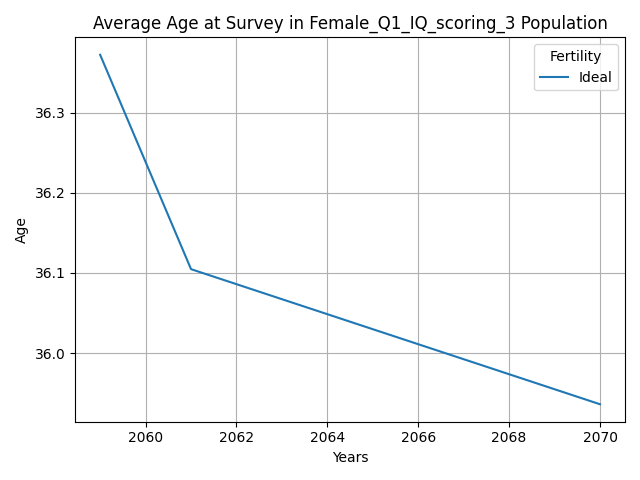 Average Age at Survey in Female_Q1_IQ_scoring_3 Population
Fertility
Ideal
Age
36.3
36.2
36.1
36.0
2060 2062 2064 2066 2068 2070
Years